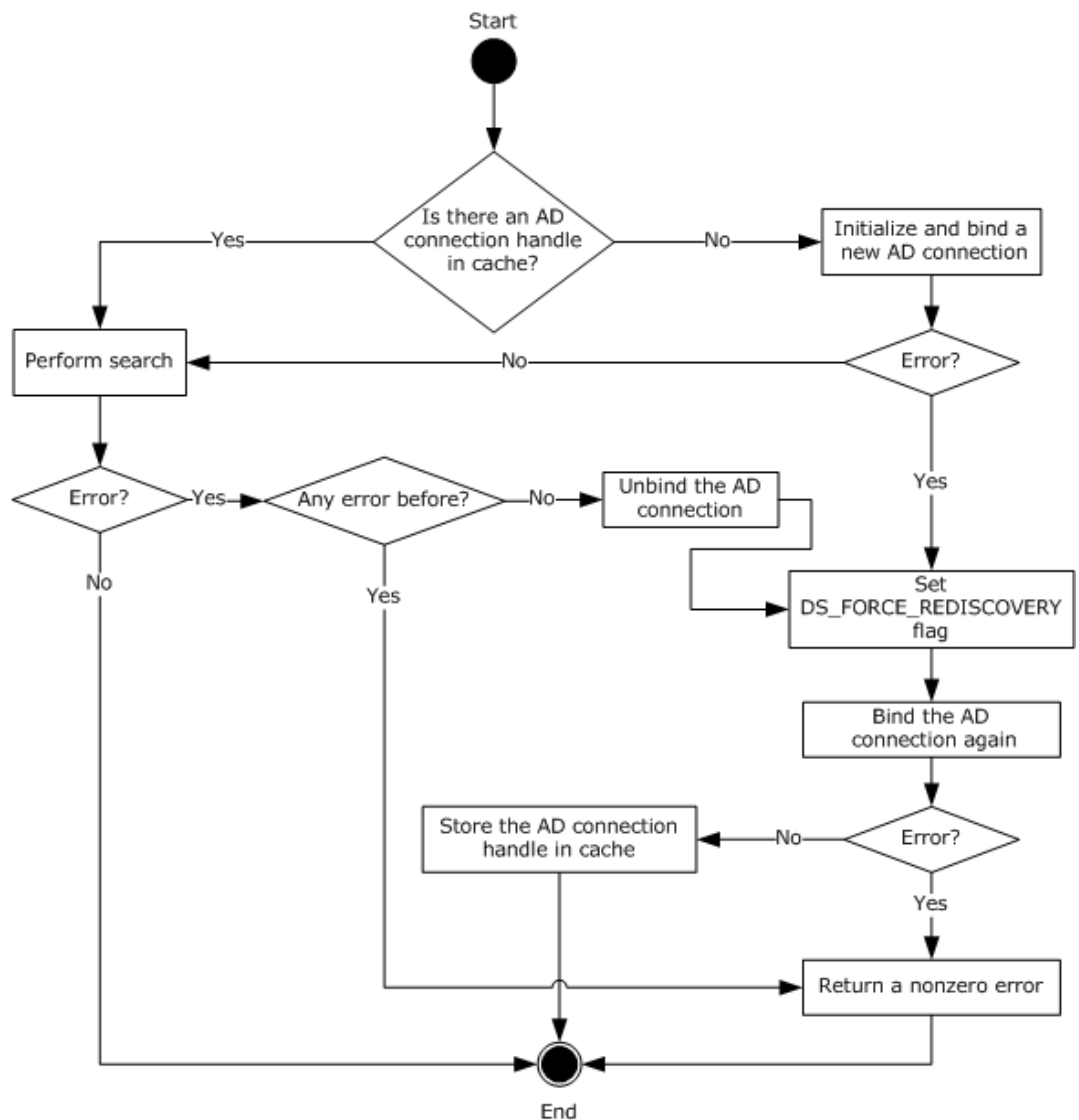 Start
Is there an AD
connection handle
in cache?
Yes
No
Initialize and bind a
new AD connection
Perform search
No
Error?
Error?
Yes
Any error before?
No
Unbind the AD
connection
Yes
No
Yes
Set
DS_FORCE_REDISCOVERY
flag
Bind the AD
connection again
Store the AD connection
handle in cache
No
Error?
Yes
Return a nonzero error
End